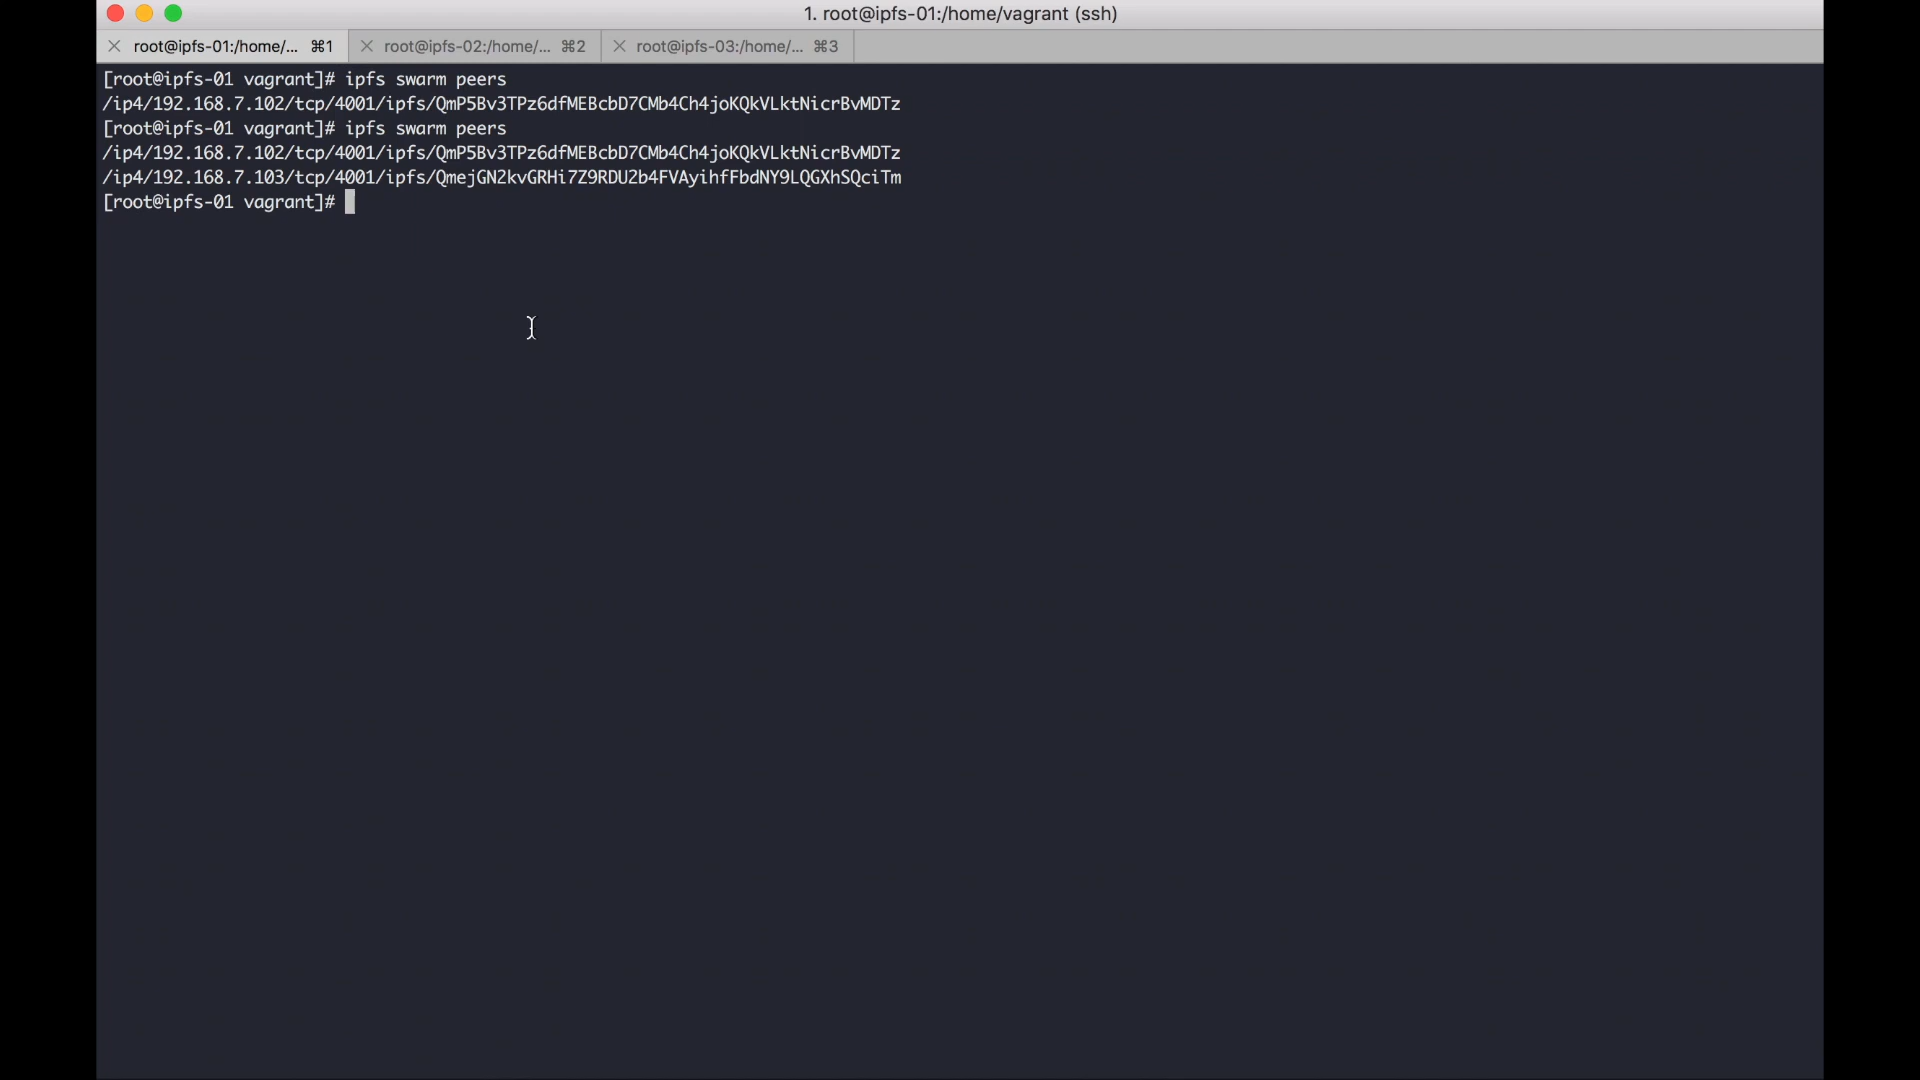 1. root@ipfs-01:/home/vagrant (ssh)
root@ipfs-01:/home/... ⌘1 root@ipfs-02:/home/... ⌘2 root@ipfs-03:/home/... ⌘3
[root@ipfs-01 vagrant]# ipfs swarm peers
/ip4/192.168.7.102/tcp/4001/ipfs/QmP5Bv3TPz6dfMEBcbD7CMb4Ch4joKQkVLktNicrBvMDTz
[root@ipfs-01 vagrant]# ipfs swarm peers
/ip4/192.168.7.102/tcp/4001/ipfs/QmP5Bv3TPz6dfMEBcbD7CMb4Ch4joKQkVLktNicrBvMDTz
/ip4/192.168.7.103/tcp/4001/ipfs/QmejGN2kvGRHi7Z9RDU2b4FVAyihfFbdNY9LQGXhSQciTm
[root@ipfs-01 vagrant]#